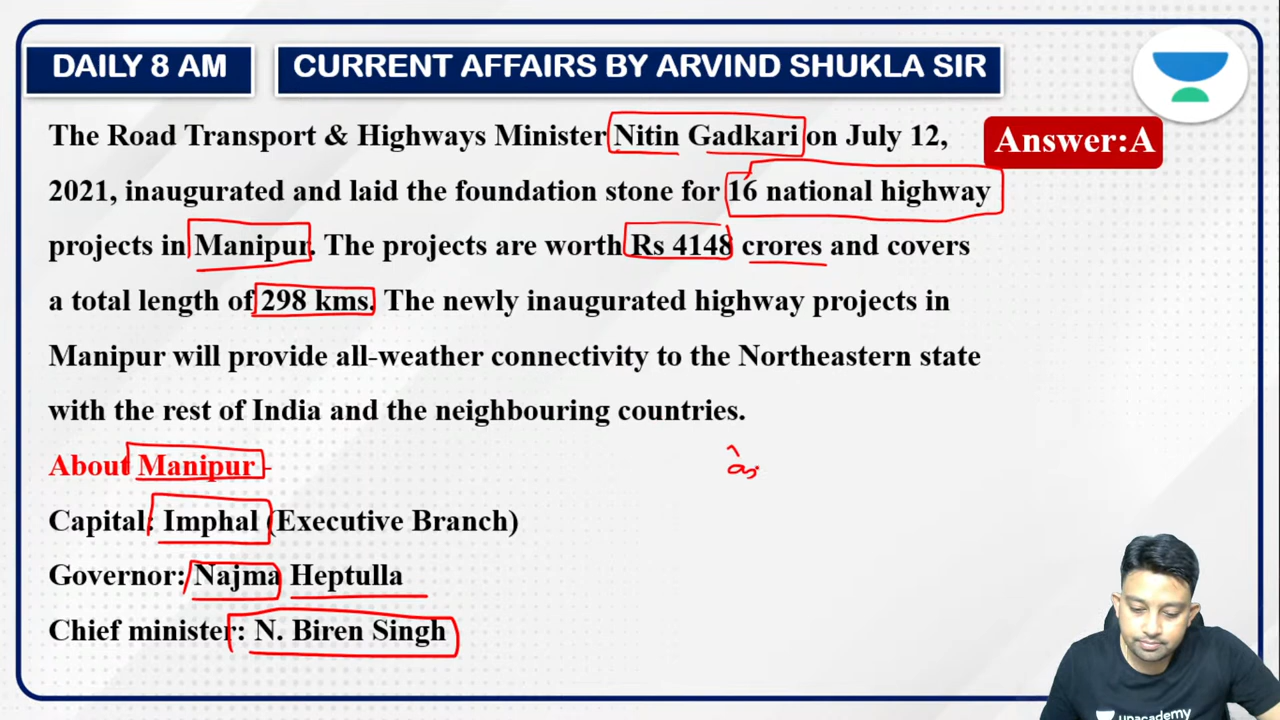 DAILY 8 AM
CURRENT AFFAIRS BY ARVIND SHUKLA SIR
The Road Transport & Highways Minister Nitin Gadkari on July 12,
Answer:A
2021, inaugurated and laid the foundation stone for 16 national highway
projects in Manipur. The projects are worth Rs 4148 crores and covers
a total length of 298 kms. The newly inaugurated highway projects in
Manipur will provide all-weather connectivity to the Northeastern state
with the rest of India and the neighbouring countries.
About Manipur -
Capital: Imphal (Executive Branch)
Governor: Najma Heptulla
Chief minister: N. Biren Singh
unacademy